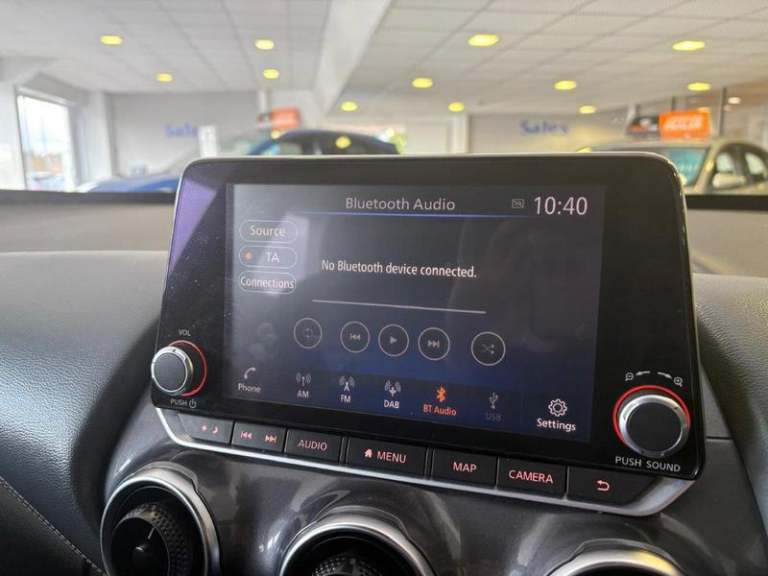 Sales
Sales
Bluetooth Audio
10:40
Source
TA
Connections
No Bluetooth device connected.
Phone
AM
FM
DAB
BT Audio
USB
Settings
VOL
PUSH
PUSH SOUND
AUDIO
MENU
MAP
CAMERA